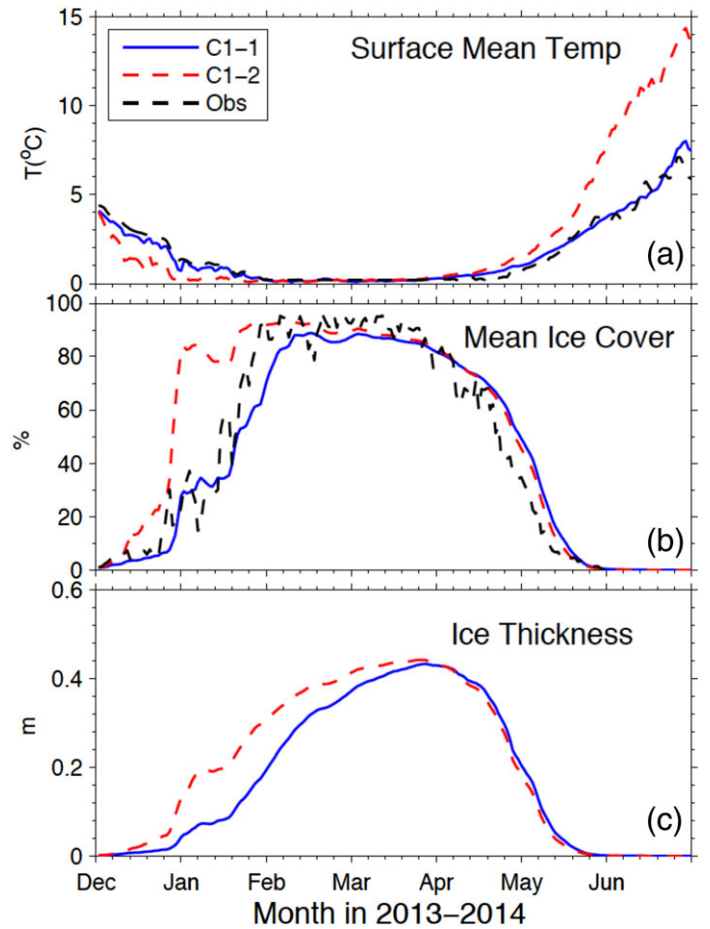 15
10
5
0
T(°C)
C1−1
C1−2
Obs
Surface Mean Temp
(a)
100
80
60
40
20
0
%
Mean Ice Cover
(b)
0.6
0.4
0.2
0
m
Ice Thickness
(c)
Dec Jan Feb Mar Apr May Jun
Month in 2013−2014